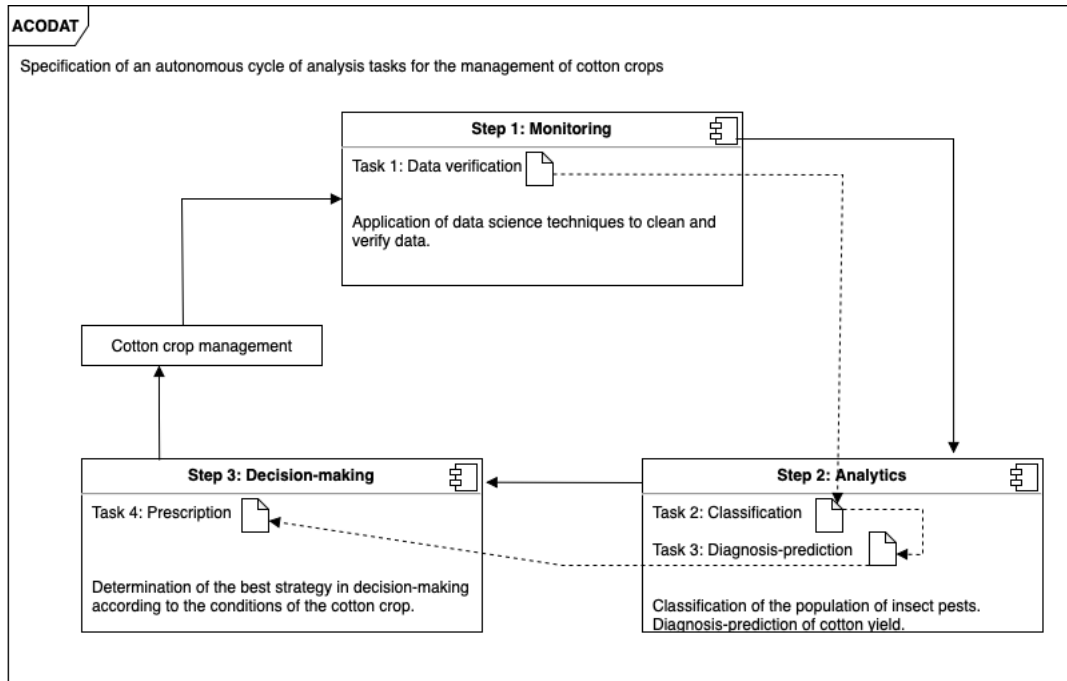 ACODAT
Specification of an autonomous cycle of analysis tasks for the management of cotton crops
Step 1: Monitoring
Task 1: Data verification
Application of data science techniques to clean and
verify data.
Cotton crop management
Step 3: Decision-making
Task 4: Prescription
Determination of the best strategy in decision-making
according to the conditions of the cotton crop.
Step 2: Analytics
Task 2: Classification
Task 3: Diagnosis-prediction
Classification of the population of insect pests.
Diagnosis-prediction of cotton yield.